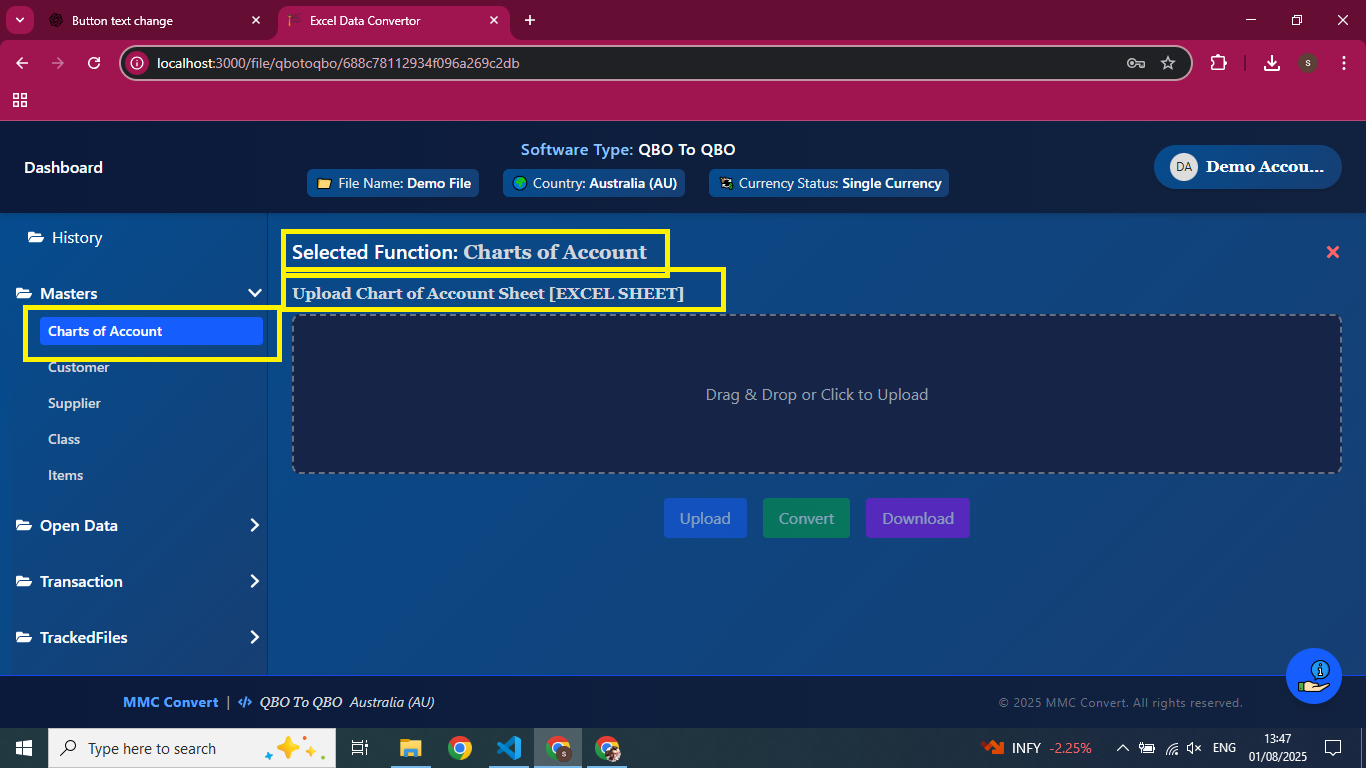 Button text change
Excel Data Convertor
localhost:3000/file/qbotoqbo/688c78112934f096a269c2db
S
Dashboard
Software Type: QBO To QBO
File Name: Demo File
Country: Australia (AU)
Currency Status: Single Currency
DA
Demo Accou...
History
Masters
Charts of Account
Customer
Supplier
Class
Items
Open Data
Transaction
TrackedFiles
Selected Function: Charts of Account
Upload Chart of Account Sheet [EXCEL SHEET]
Drag & Drop or Click to Upload
Upload
Convert
Download
MMC Convert | </> QBO To QBO Australia (AU)
© 2025 MMC Convert. All rights reserved.
Type here to search
INFY -2.25%
ENG
13:47
01/08/2025